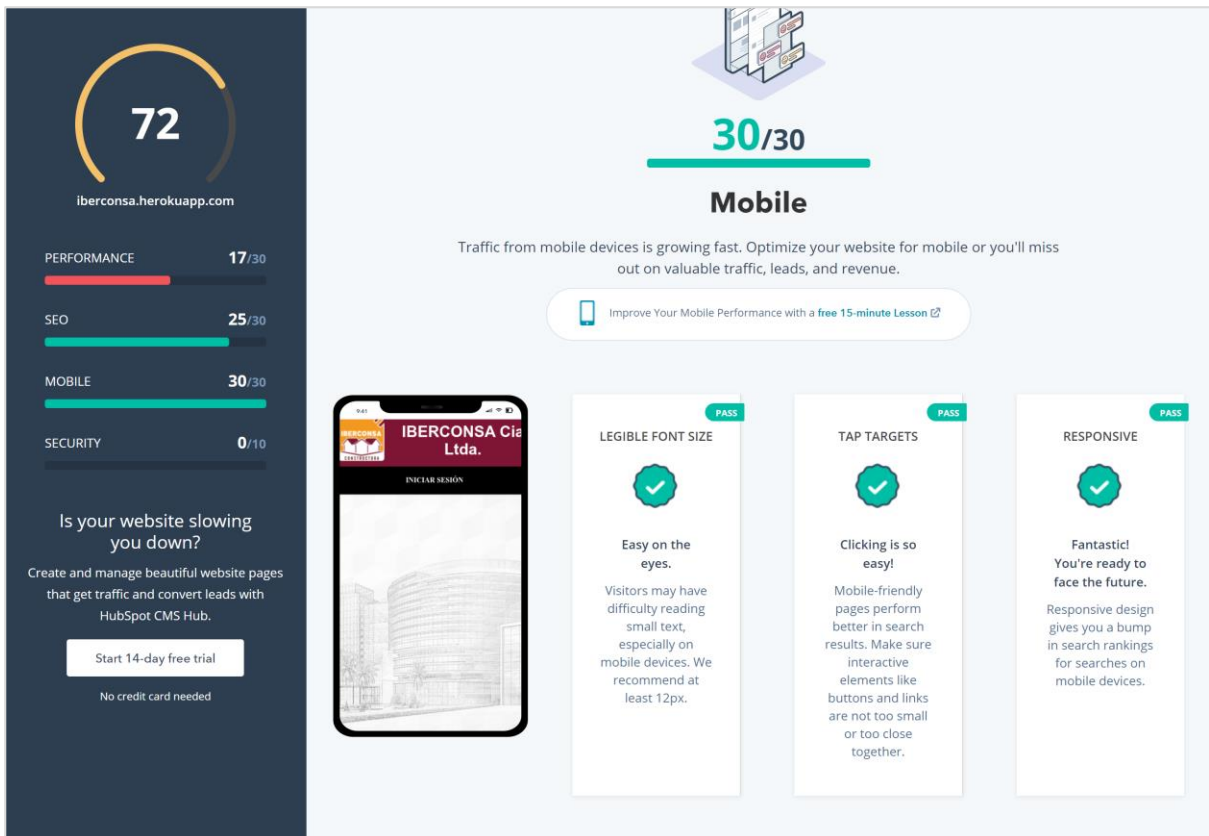 72
iberconsa.herokuapp.com
PERFORMANCE 17/30
SEO 25/30
MOBILE 30/30
SECURITY 0/10
Is your website slowing
you down?
Create and manage beautiful website pages
that get traffic and convert leads with
HubSpot CMS Hub.
Start 14-day free trial
No credit card needed
30/30
Mobile
Traffic from mobile devices is growing fast. Optimize your website for mobile or you'll miss
out on valuable traffic, leads, and revenue.
Improve Your Mobile Performance with a free 15-minute Lesson
9:41
IBERCONSA
CONSTRUCTORA
IBERCONSA Cia
Ltda.
INICIAR SESIÓN
PASS
LEGIBLE FONT SIZE
Easy on the
eyes.
Visitors may have
difficulty reading
small text,
especially on
mobile devices. We
recommend at
least 12px.
PASS
TAP TARGETS
Clicking is so
easy!
Mobile-friendly
pages perform
better in search
results. Make sure
interactive
elements like
buttons and links
are not too small
or too close
together.
PASS
RESPONSIVE
Fantastic!
You're ready to
face the future.
Responsive design
gives you a bump
in search rankings
for searches on
mobile devices.